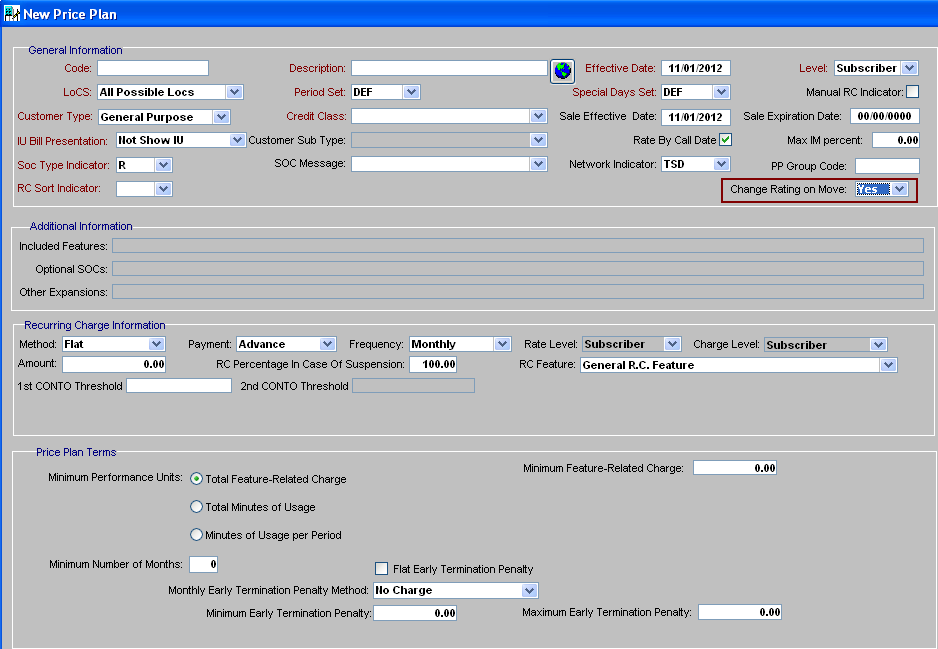 New Price Plan
General Information
Code: Description: Effective Date: 11/01/2012 Level: Subscriber
LoCS: All Possible Locs Period Set: DEF Special Days Set: DEF Manual RC Indicator:
Customer Type: General Purpose Credit Class: Sale Effective Date: 11/01/2012 Sale Expiration Date: 00/00/0000
IU Bill Presentation: Not Show IU Customer Sub Type: Rate By Call Date Max IM percent: 0.00
Soc Type Indicator: R SOC Message: Network Indicator: TSD PP Group Code:
RC Sort Indicator: Change Rating on Move: Yes
Additional Information
Included Features:
Optional SOCs:
Other Expansions:
Recurring Charge Information
Method: Flat Payment: Advance Frequency: Monthly Rate Level: Subscriber Charge Level: Subscriber
Amount: 0.00 RC Percentage In Case Of Suspension: 100.00 RC Feature: General R.C. Feature
1st CONTO Threshold 2nd CONTO Threshold
Price Plan Terms
Minimum Performance Units: Total Feature-Related Charge Minimum Feature-Related Charge: 0.00
Total Minutes of Usage
Minutes of Usage per Period
Minimum Number of Months: 0 Flat Early Termination Penalty
Monthly Early Termination Penalty Method: No Charge
Minimum Early Termination Penalty: 0.00 Maximum Early Termination Penalty: 0.00